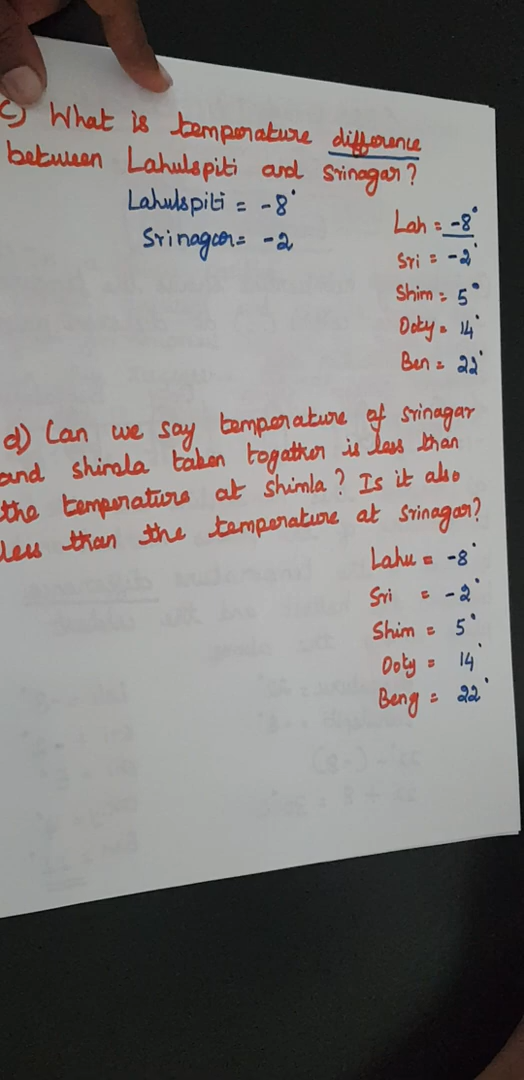 c) What is temperature difference
between Lahulspiti and Srinagar?
Lahulspiti = -8°
Srinagar = -2
Lah = -8°
Sri = -2°
Shim = 5°
Ooty = 14°
Ben = 22°
d) Can we say temperature of Srinagar
and shimla taken togather is less than
the temperature at Shimla? Is it also
less than the temperature at Srinagar?
Lahu = -8°
Sri = -2°
Shim = 5°
Ooty = 14°
Beng = 22°